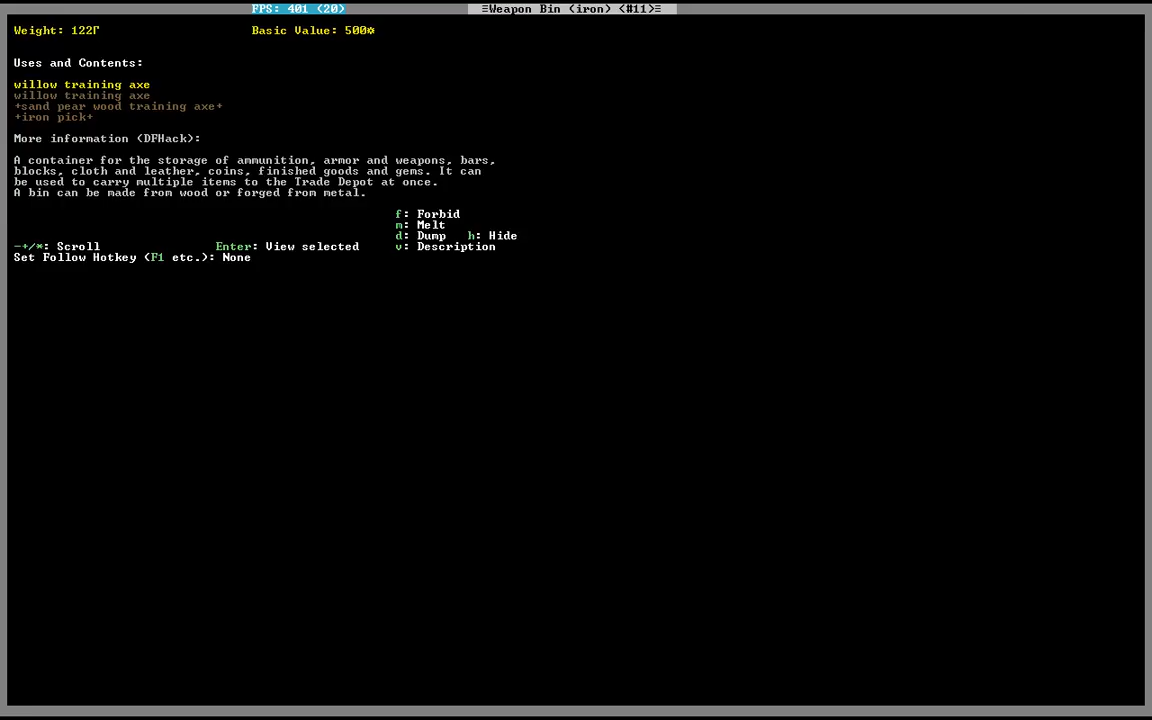 FPS: 401 (20) ≡Weapon Bin (iron) (#11)≡
Weight: 122Γ Basic Value: 500☼
Uses and Contents:
willow training axe
willow training axe
+sand pear wood training axe+
+iron pick+
More information (DFHack):
A container for the storage of ammunition, armor and weapons, bars,
blocks, cloth and leather, coins, finished goods and gems. It can
be used to carry multiple items to the Trade Depot at once.
A bin can be made from wood or forged from metal.
f: Forbid
m: Melt
d: Dump h: Hide
-+/*: Scroll Enter: View selected v: Description
Set Follow Hotkey (F1 etc.): None